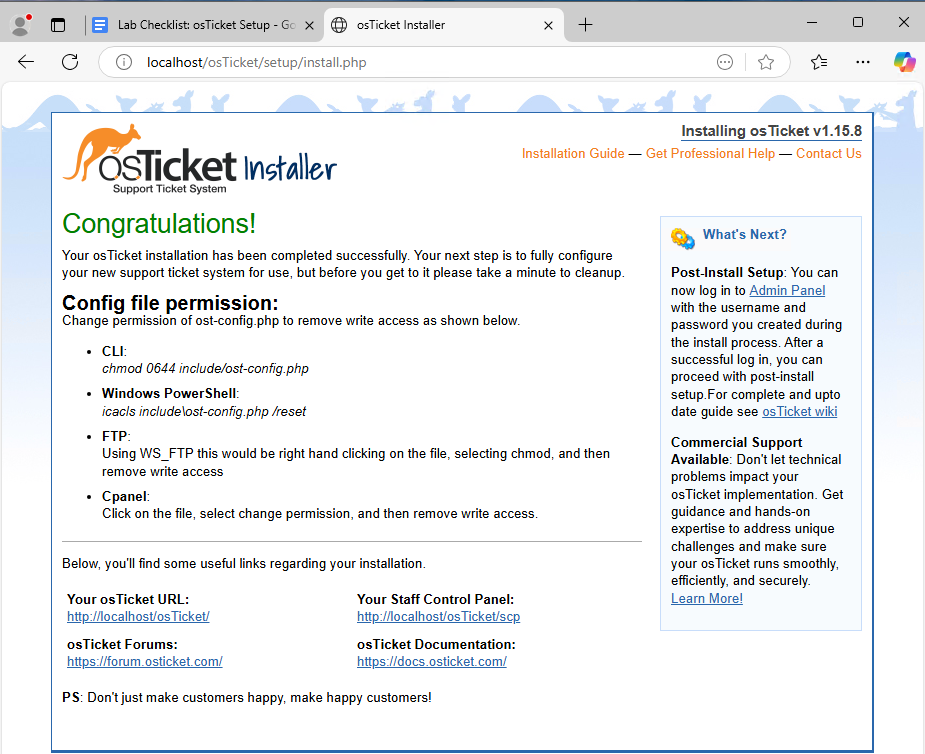 Lab Checklist: osTicket Setup - Go
osTicket Installer
localhost/osTicket/setup/install.php
osTicket Installer
Support Ticket System
Installing osTicket v1.15.8
Installation Guide — Get Professional Help — Contact Us
Congratulations!
Your osTicket installation has been completed successfully. Your next step is to fully configure
your new support ticket system for use, but before you get to it please take a minute to cleanup.
Config file permission:
Change permission of ost-config.php to remove write access as shown below.
• CLI:
chmod 0644 include/ost-config.php
• Windows PowerShell:
icacls include\ost-config.php /reset
• FTP:
Using WS_FTP this would be right hand clicking on the file, selecting chmod, and then
remove write access
• Cpanel:
Click on the file, select change permission, and then remove write access.
Below, you'll find some useful links regarding your installation.
Your osTicket URL:
http://localhost/osTicket/
Your Staff Control Panel:
http://localhost/osTicket/scp
osTicket Forums:
https://forum.osticket.com/
osTicket Documentation:
https://docs.osticket.com/
PS: Don't just make customers happy, make happy customers!
What's Next?
Post-Install Setup: You can
now log in to Admin Panel
with the username and
password you created during
the install process. After a
successful log in, you can
proceed with post-install
setup.For complete and upto
date guide see osTicket wiki
Commercial Support
Available: Don't let technical
problems impact your
osTicket implementation. Get
guidance and hands-on
expertise to address unique
challenges and make sure
your osTicket runs smoothly,
efficiently, and securely.
Learn More!